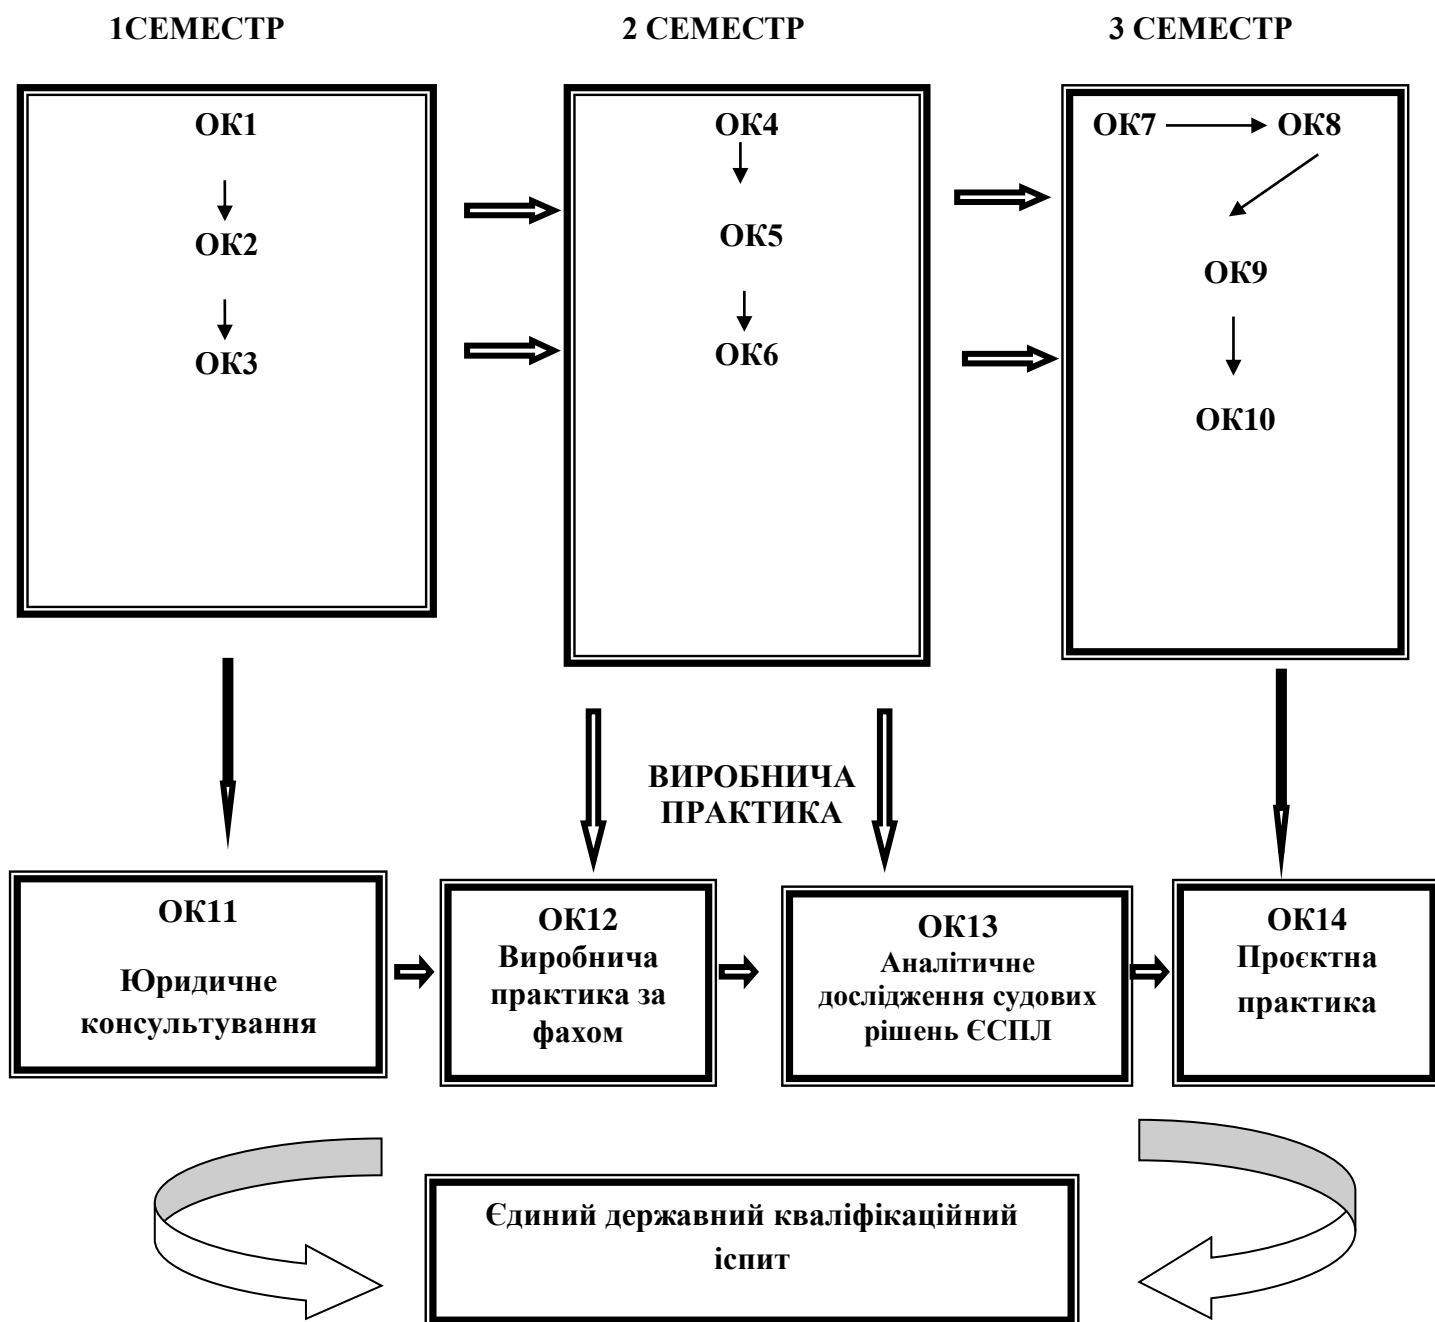 1СЕМЕСТР
2 СЕМЕСТР
3 СЕМЕСТР
ОК1
ОК2
ОК3
ОК4
ОК5
ОК6
ОК7
ОК8
ОК9
ОК10
ВИРОБНИЧА
ПРАКТИКА
ОК11
Юридичне
консультування
ОК12
Виробнича
практика за
фахом
ОК13
Аналітичне
дослідження судових
рішень ЄСПЛ
ОК14
Проєктна
практика
Єдиний державний кваліфікаційний
іспит